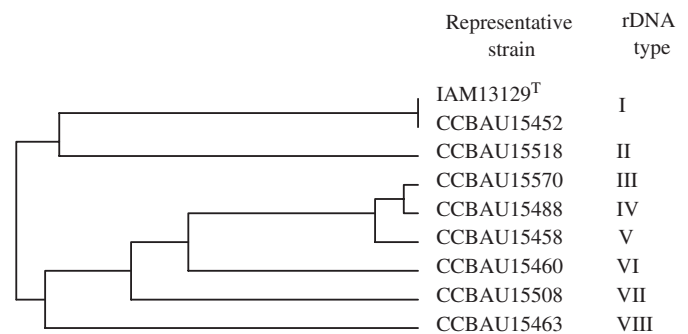 Representative strain rDNA type
IAM13129ᵀ
I
CCBAU15452
CCBAU15518 II
CCBAU15570 III
CCBAU15488 IV
CCBAU15458 V
CCBAU15460 VI
CCBAU15508 VII
CCBAU15463 VIII